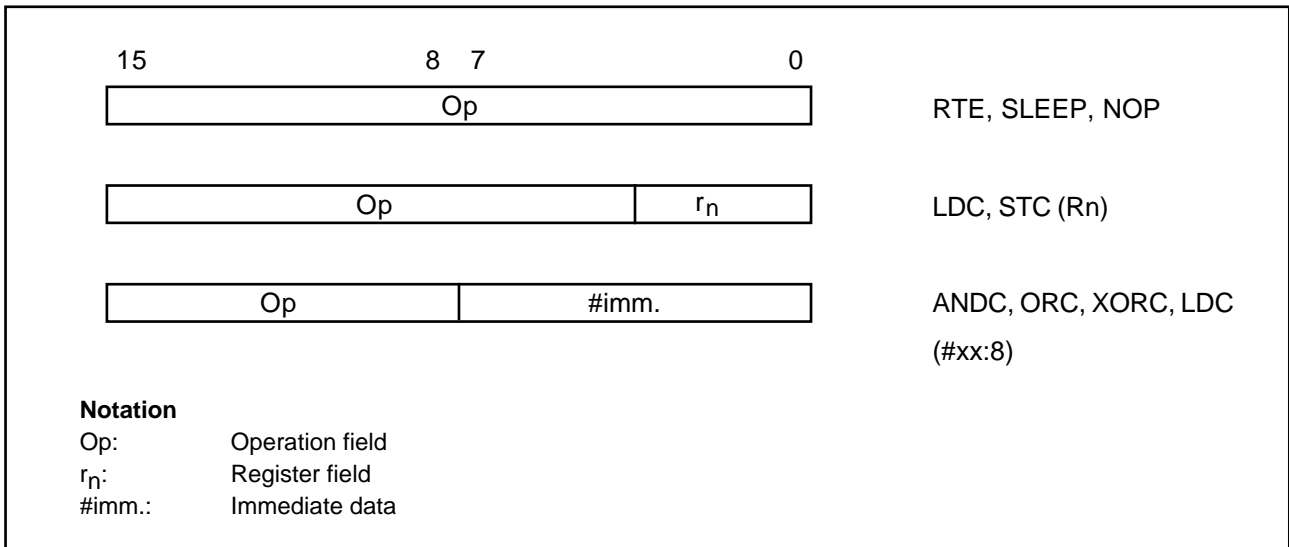 15 8 7 0
Op RTE, SLEEP, NOP
Op rn LDC, STC (Rn)
Op #imm. ANDC, ORC, XORC, LDC
(#xx:8)
Notation
Op: Operation field
rn: Register field
#imm.: Immediate data